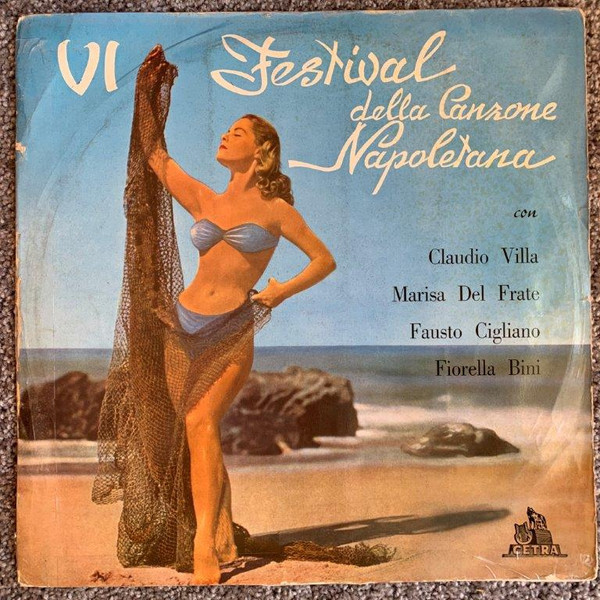 VI Festival
della Canzone
Napoletana
con
Claudio Villa
Marisa Del Frate
Fausto Cigliano
Fiorella Bini
CETRA